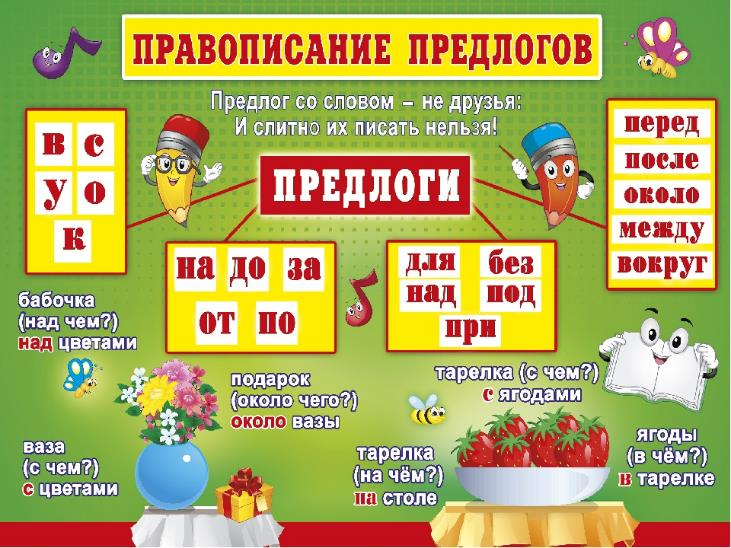 ПРАВОПИСАНИЕ ПРЕДЛОГОВ
Предлог со словом – не друзья:
И слитно их писать нельзя!
ПРЕДЛОГИ
в с
у о
к
на до за
от по
для без
над под
при
перед
после
около
между
вокруг
бабочка
(над чем?)
над цветами
подарок
(около чего?)
около вазы
ваза
(с чем?)
с цветами
тарелка (с чем?)
с ягодами
тарелка
(на чём?)
на столе
ягоды
(в чём?)
в тарелке